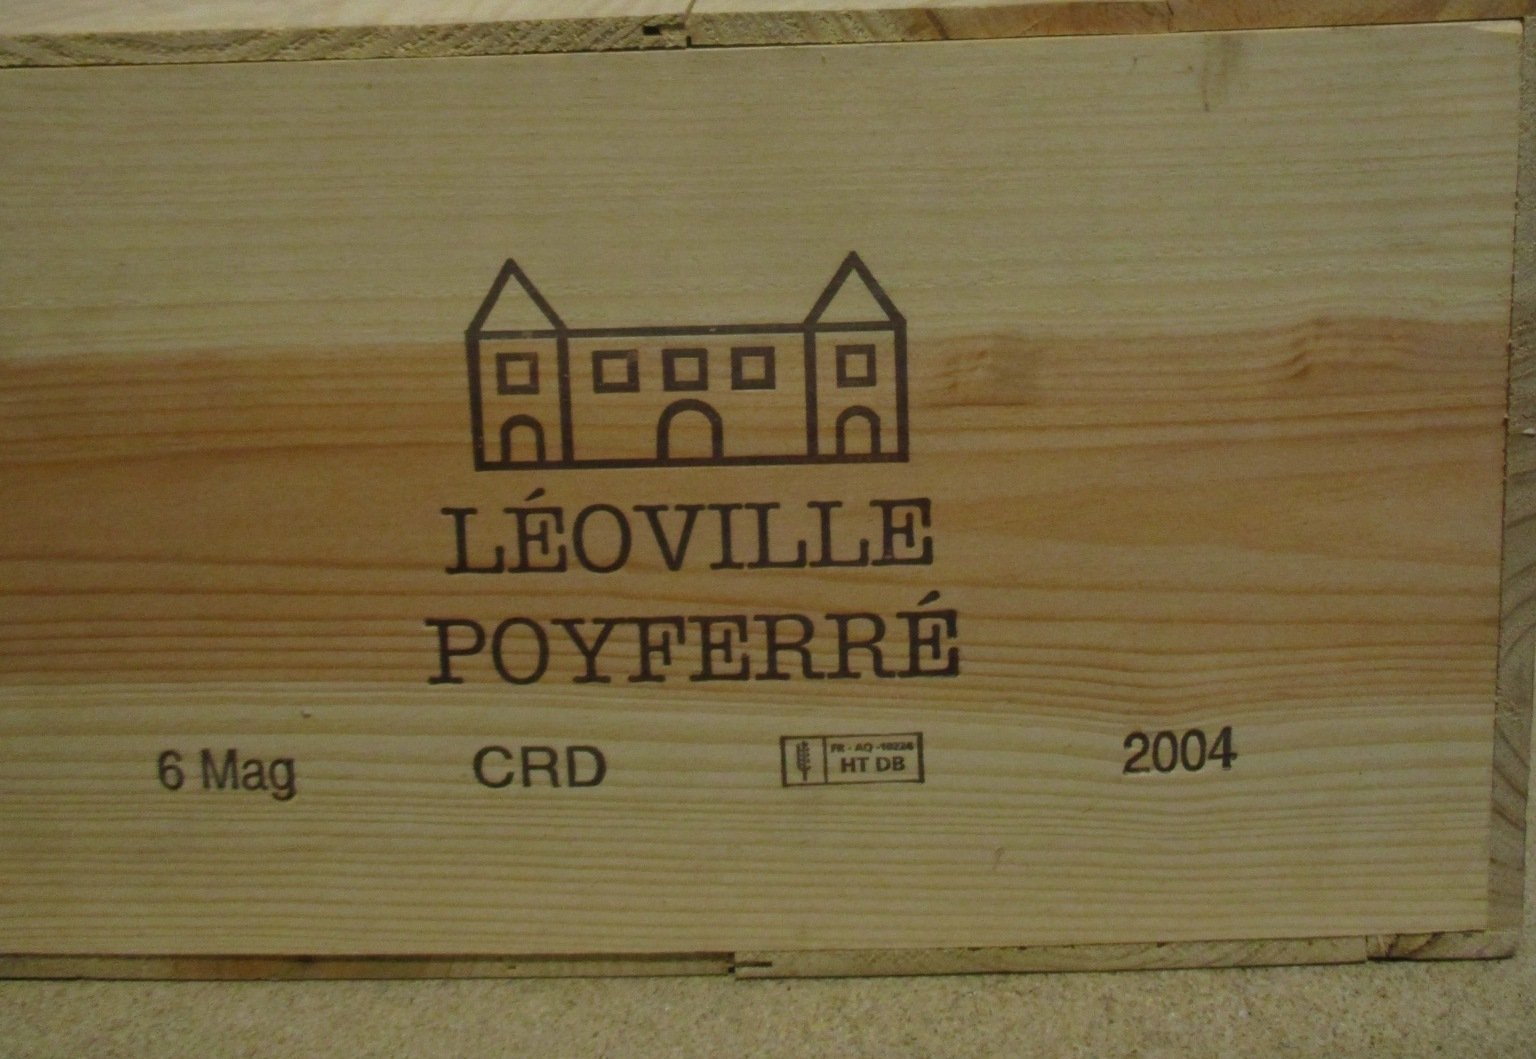 LÉOVILLE
POYFERRÉ
6 Mag CRD HT DB 2004